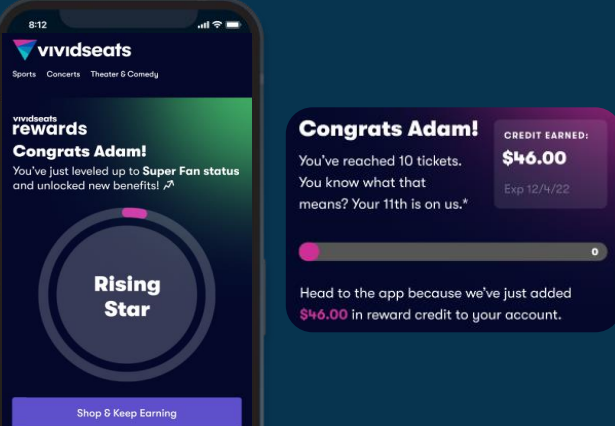 8:12
vividseats
Sports Concerts Theater & Comedy
vividseats
rewards
Congrats Adam!
You've just leveled up to Super Fan status
and unlocked new benefits!
Rising
Star
Shop & Keep Earning
Congrats Adam!
You've reached 10 tickets.
You know what that
means? Your 11th is on us.*
CREDIT EARNED:
$46.00
Exp 12/4/22
0
Head to the app because we've just added
$46.00 in reward credit to your account.